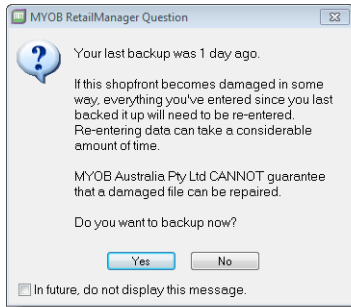 MYOB RetailManager Question
Your last backup was 1 day ago.
If this shopfront becomes damaged in some
way, everything you've entered since you last
backed it up will need to be re-entered.
Re-entering data can take a considerable
amount of time.
MYOB Australia Pty Ltd CANNOT guarantee
that a damaged file can be repaired.
Do you want to backup now?
Yes No
In future, do not display this message.